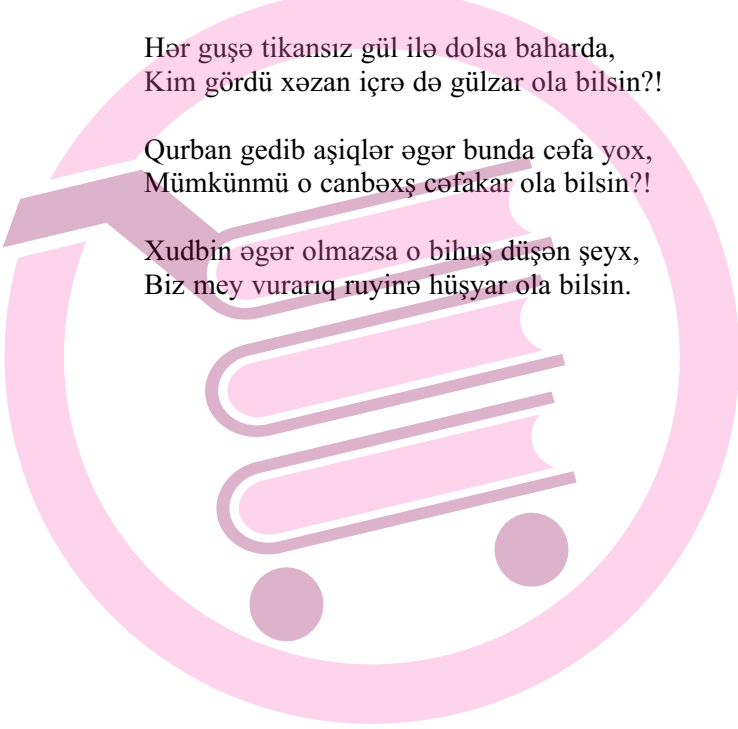 Hər guşə tikansız gül ilə dolsa baharda,
Kim gördü xəzan içrə də gülzar ola bilsin?!
Qurban gedib aşiqlər əgər bunda cəfa yox,
Mümkünmü o canbəxş cəfakar ola bilsin?!
Xudbin əgər olmazsa o bihuş düşən şeyx,
Biz mey vurarıq ruyinə hüşyar ola bilsin.